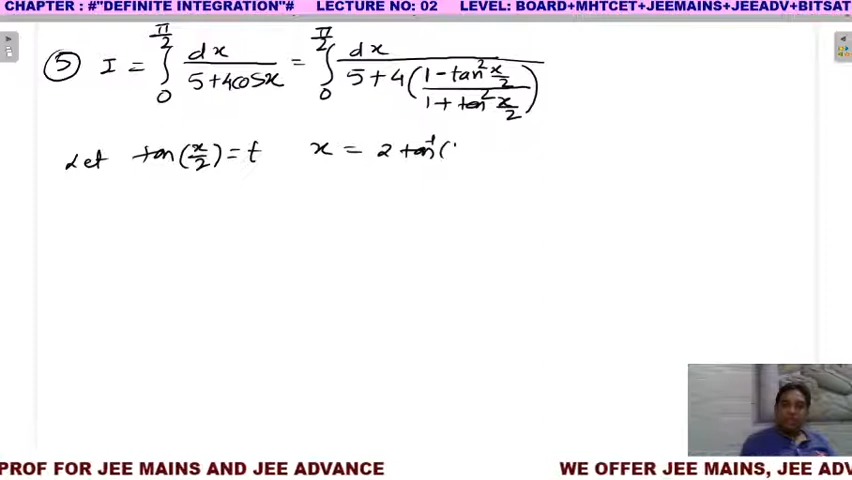 CHAPTER : #"DEFINITE INTEGRATION"# LECTURE NO: 02 LEVEL: BOARD+MHTCET+JEEMAINS+JEEADV+BITSAT
⑤ I = ∫₀^(π/2) dx/(5+4cosx) = ∫₀^(π/2) dx/(5+4((1-tan²x/2)/(1+tan²x/2)))
Let tan(x/2) = t x = 2 tan⁻¹(
PROF FOR JEE MAINS AND JEE ADVANCE WE OFFER JEE MAINS, JEE ADV